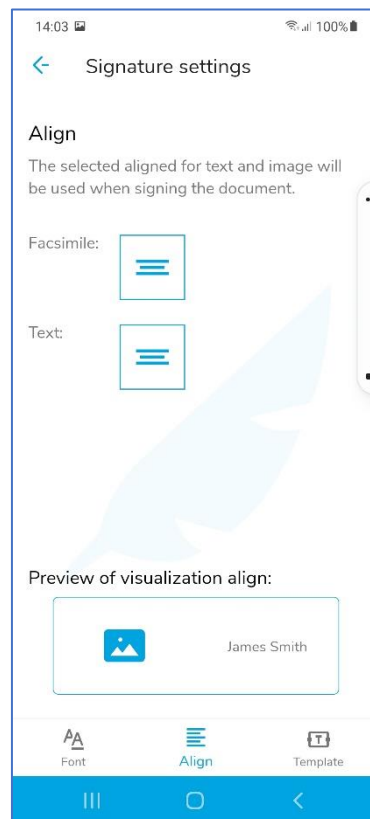 14:03 100%
Signature settings
Align
The selected aligned for text and image will
be used when signing the document.
Facsimile:
Text:
Preview of visualization align:
James Smith
Font Align Template